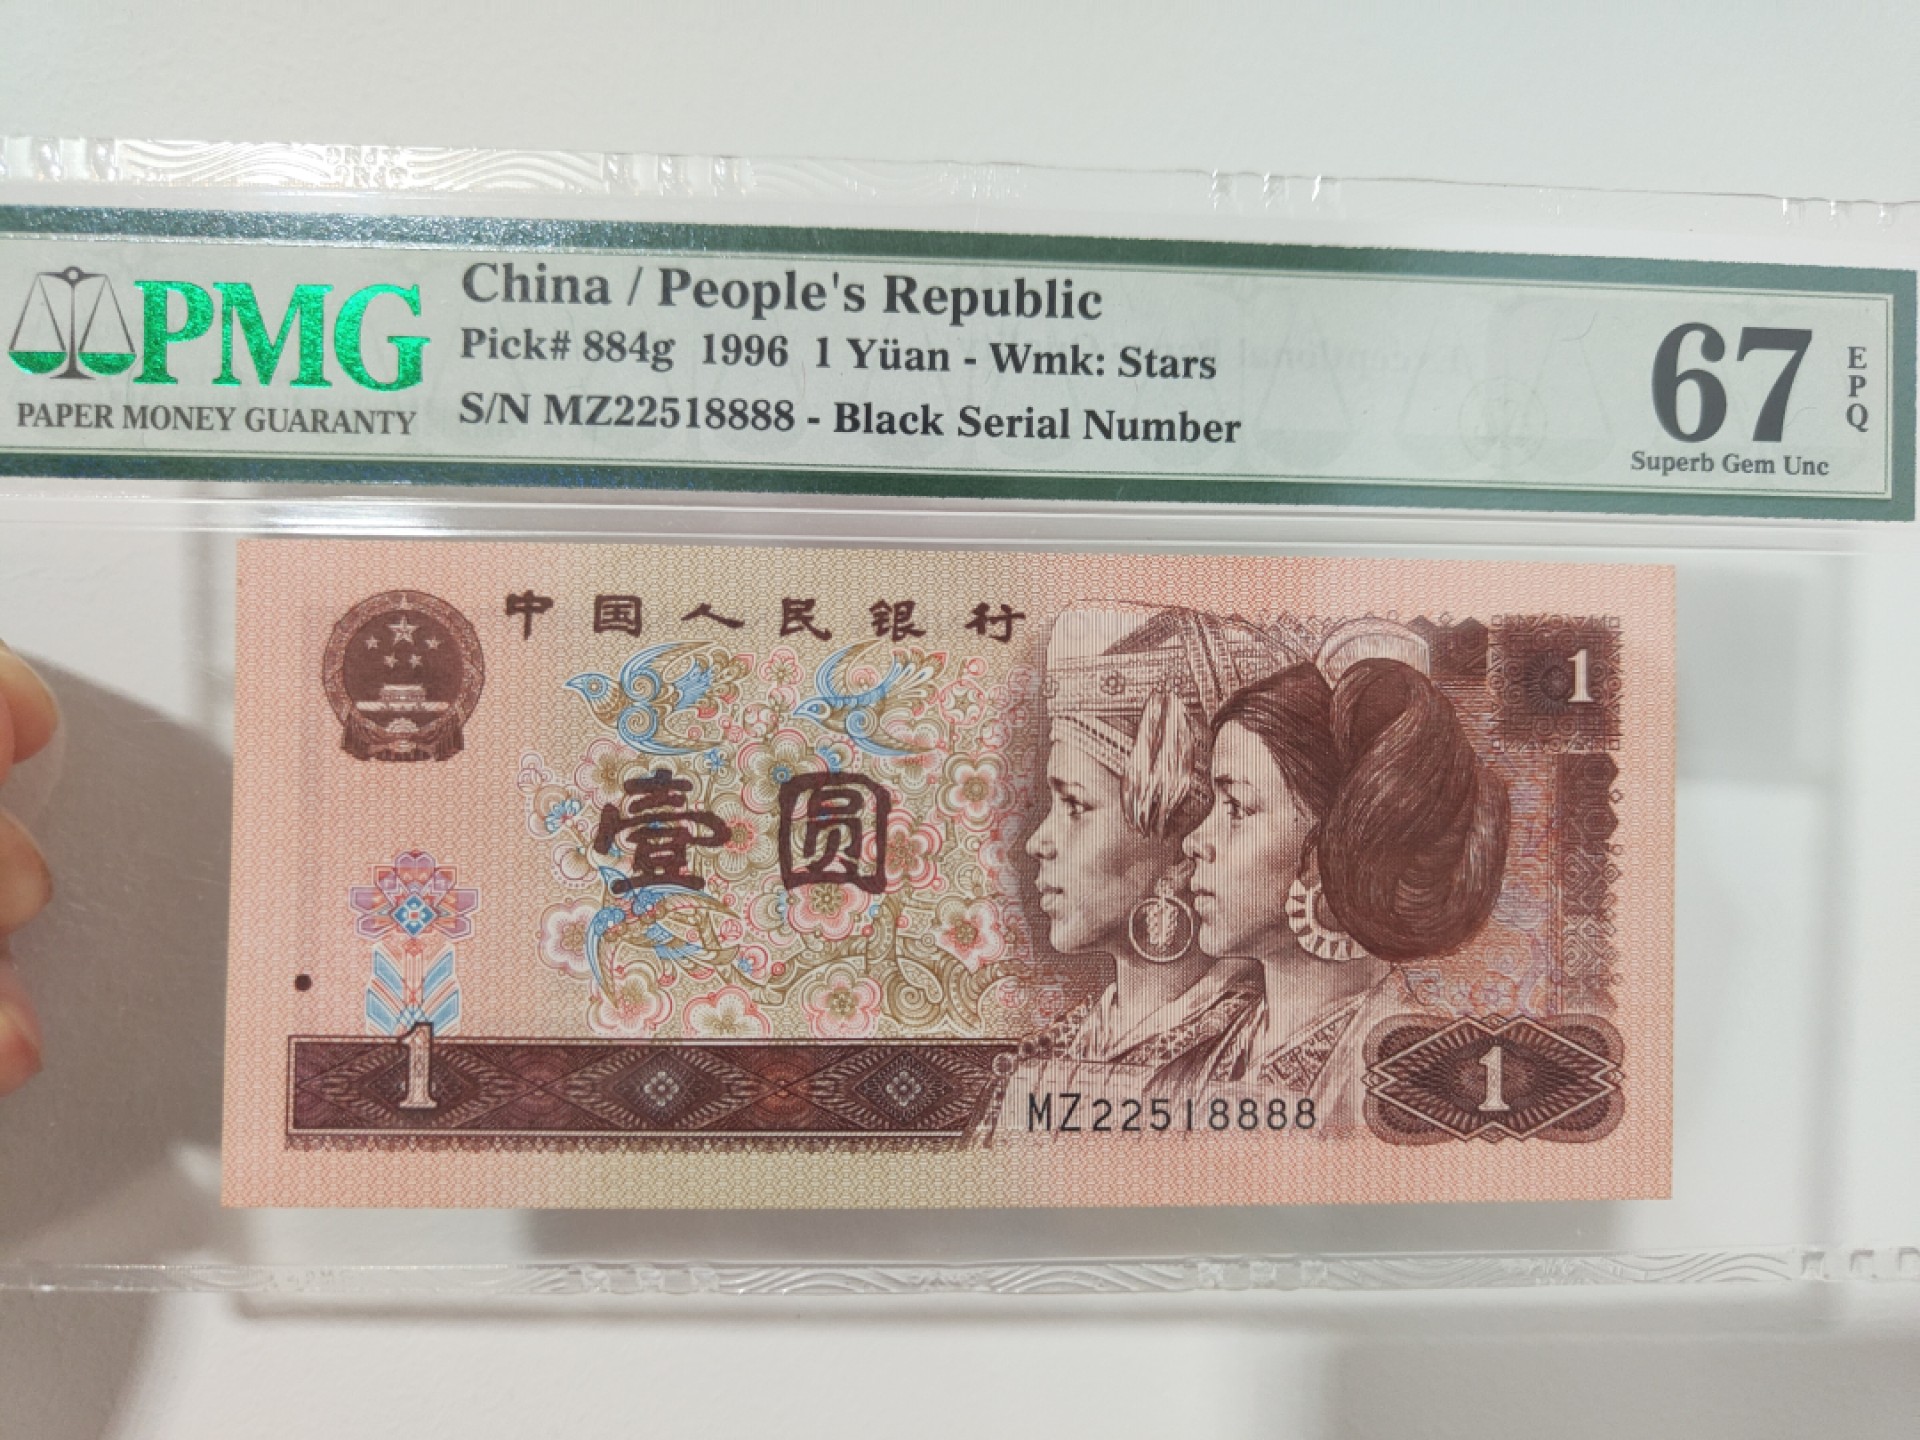 PMG
PAPER MONEY GUARANTY
China / People's Republic
Pick# 884g 1996 1 Yüan - Wmk: Stars
S/N MZ22518888 - Black Serial Number
67
EPQ
Superb Gem Unc
中国人民银行
1
壹圆
1
MZ22518888
1